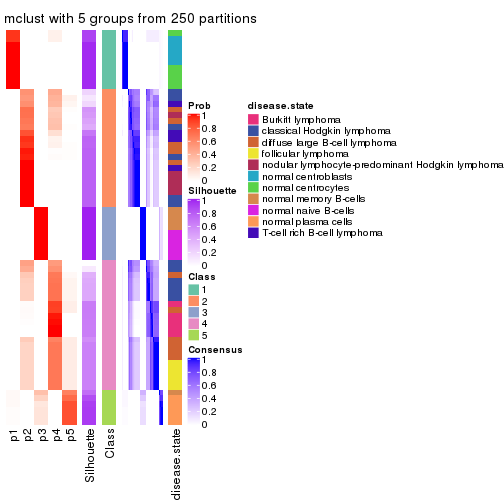 mclust with 5 groups from 250 partitions
Prob
1
0.8
0.6
0.4
0.2
0
Silhouette
1
0.8
0.6
0.4
0.2
0
Class
1
2
3
4
5
Consensus
1
0.8
0.6
0.4
0.2
0
disease.state
Burkitt lymphoma
classical Hodgkin lymphoma
diffuse large B-cell lymphoma
follicular lymphoma
nodular lymphocyte-predominant Hodgkin lymphoma
normal centroblasts
normal centrocytes
normal memory B-cells
normal naive B-cells
normal plasma cells
T-cell rich B-cell lymphoma
p1
p2
p3
p4
p5
Silhouette
Class
disease.state